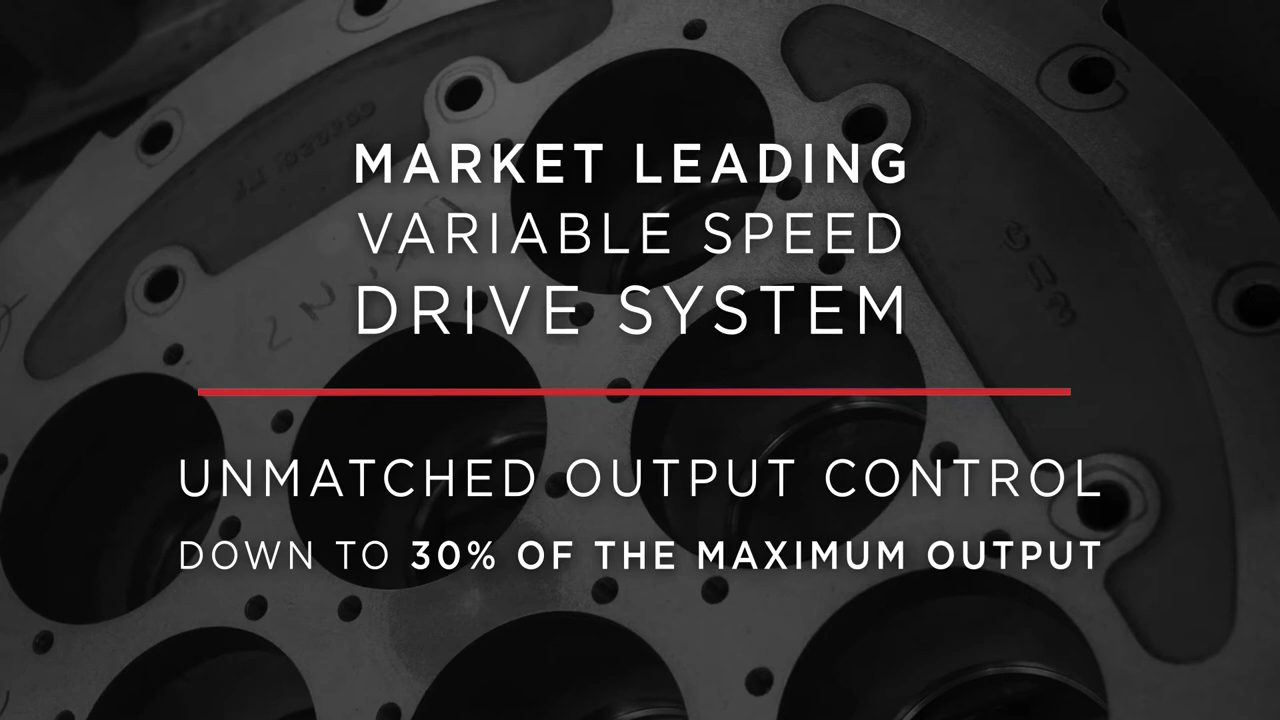 MARKET LEADING
VARIABLE SPEED
DRIVE SYSTEM
UNMATCHED OUTPUT CONTROL
DOWN TO 30% OF THE MAXIMUM OUTPUT